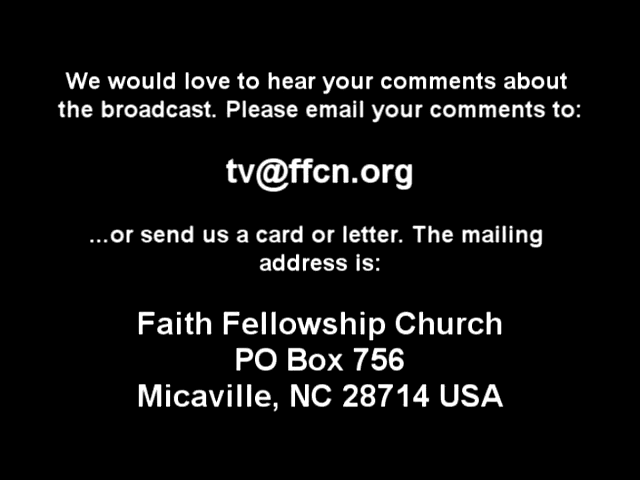 We would love to hear your comments about
the broadcast. Please email your comments to:
tv@ffcn.org
...or send us a card or letter. The mailing
address is:
Faith Fellowship Church
PO Box 756
Micaville, NC 28714 USA